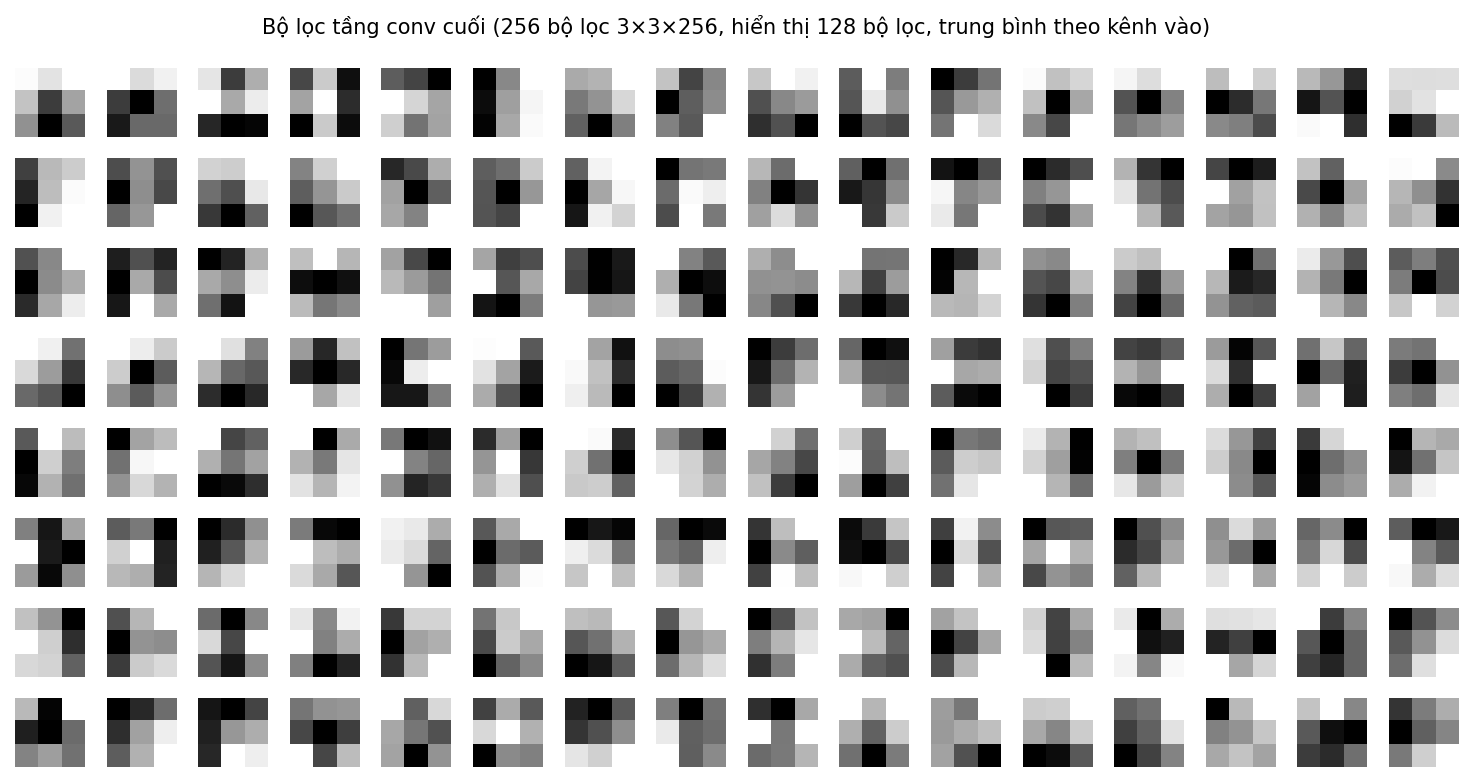 Bộ lọc tầng conv cuối (256 bộ lọc 3×3×256, hiển thị 128 bộ lọc, trung bình theo kênh vào)